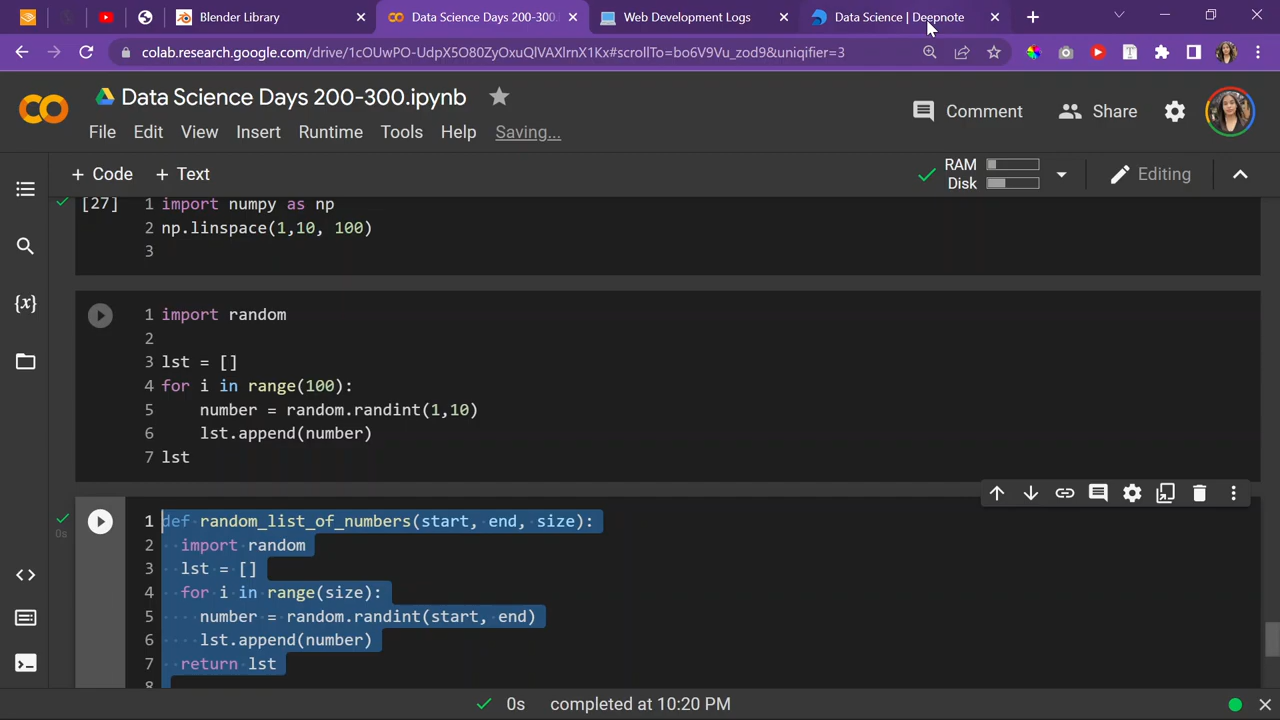 Blender Library
Data Science Days 200-300.
Web Development Logs
Data Science | Deepnote
colab.research.google.com/drive/1cOUwPO-UdpX5O80ZyOxuQlVAXlrnX1Kx#scrollTo=bo6V9Vu_zod9&uniqifier=3
Data Science Days 200-300.ipynb
Comment
Share
File Edit View Insert Runtime Tools Help Saving...
+ Code + Text
RAM
Disk
Editing
[27]
1 import numpy as np
2 np.linspace(1,10, 100)
3
1 import random
2
3 lst = []
4 for i in range(100):
5 number = random.randint(1,10)
6 lst.append(number)
7 lst
{x}
0s
1 def random_list_of_numbers(start, end, size):
2 import random
3 lst = []
4 for i in range(size):
5 number = random.randint(start, end)
6 lst.append(number)
7 return lst
8
0s completed at 10:20 PM